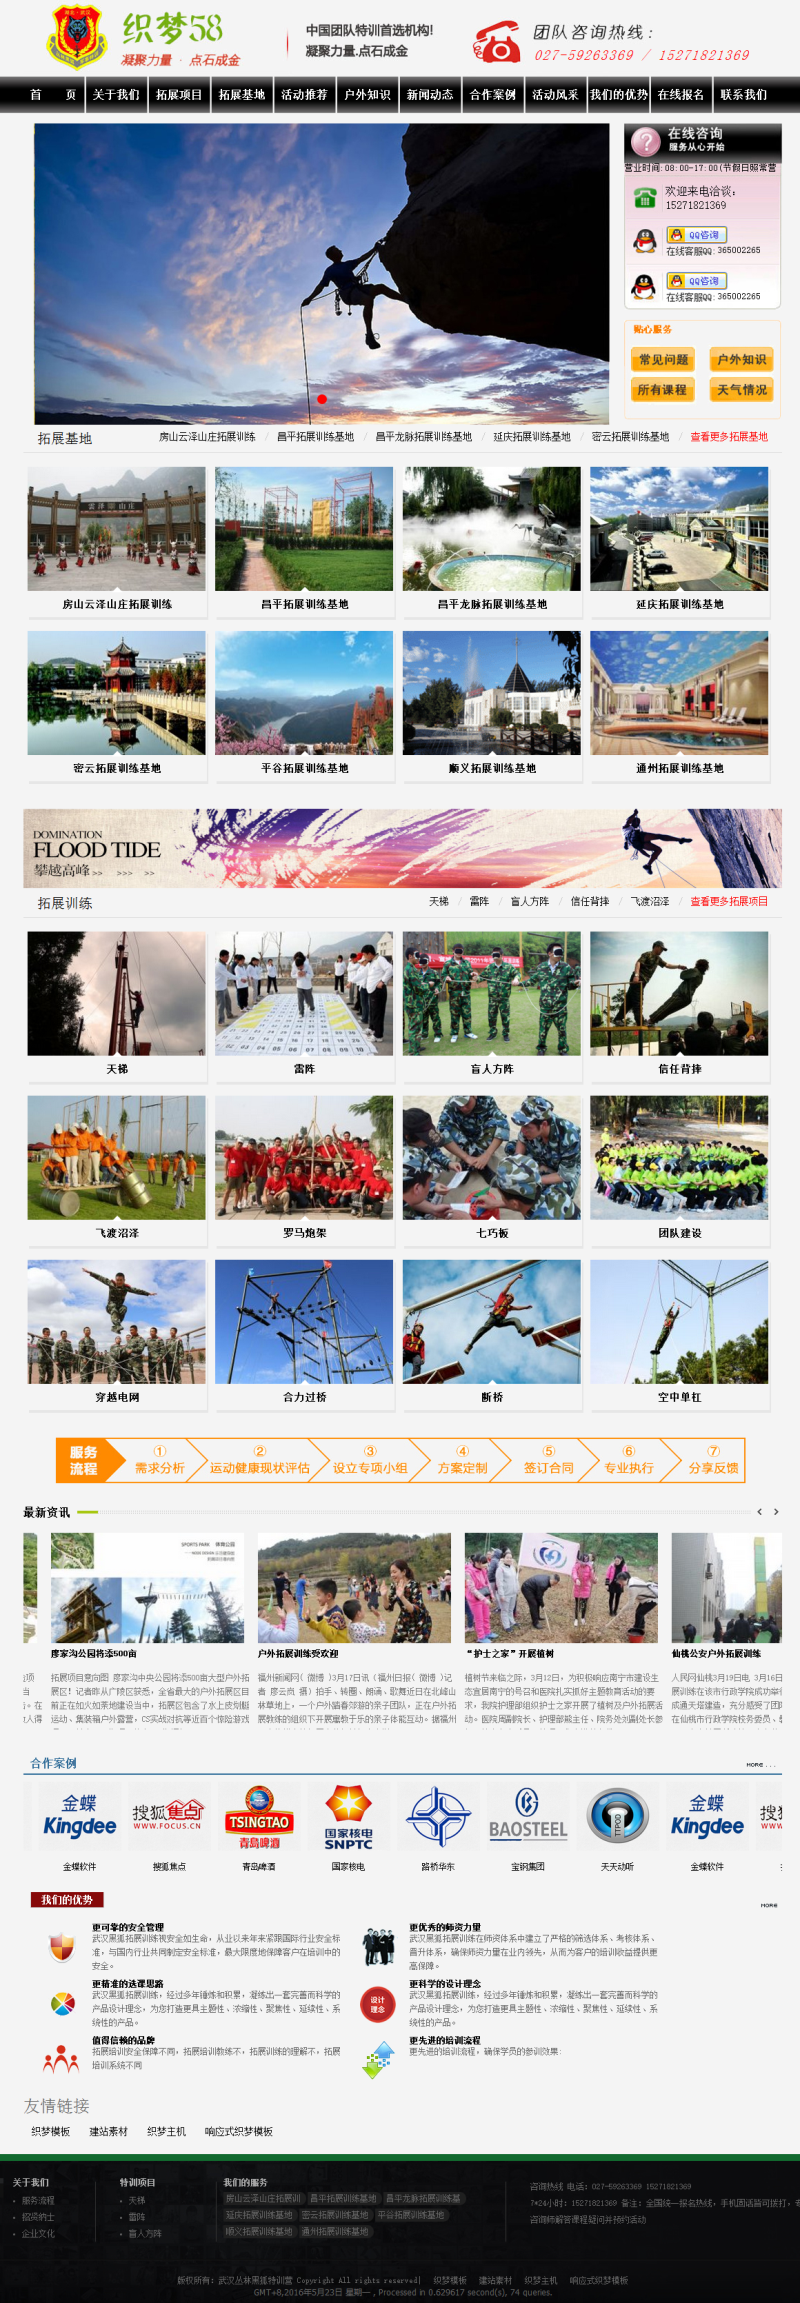 织梦58
凝聚力量 · 点石成金
中国团队特训首选机构!
凝聚力量.点石成金
团队咨询热线：
027-59263369 / 15271821369
首 页 关于我们 拓展项目 拓展基地 活动推荐 户外知识 新闻动态 合作案例 活动风采 我们的优势 在线报名 联系我们
在线咨询
服务从心开始
营业时间:08:00-17:00(节假日照常营
欢迎来电洽谈：
15271821369
QQ咨询
在线客服QQ: 365002265
QQ咨询
在线客服QQ: 365002265
贴心服务
常见问题 户外知识
所有课程 天气情况
拓展基地
房山云泽山庄拓展训练 / 昌平拓展训练基地 / 昌平龙脉拓展训练基地 / 延庆拓展训练基地 / 密云拓展训练基地 / 查看更多拓展基地
房山云泽山庄拓展训练 昌平拓展训练基地 昌平龙脉拓展训练基地 延庆拓展训练基地
密云拓展训练基地 平谷拓展训练基地 顺义拓展训练基地 通州拓展训练基地
DOMINATION
FLOOD TIDE
攀越高峰>> >>> >>
拓展训练
天梯 / 雷阵 / 盲人方阵 / 信任背摔 / 飞渡沼泽 / 查看更多拓展项目
天梯 雷阵 盲人方阵 信任背摔
飞渡沼泽 罗马炮架 七巧板 团队建设
穿越电网 合力过桥 断桥 空中单杠
服务流程
① 需求分析 ② 运动健康现状评估 ③ 设立专项小组 ④ 方案定制 ⑤ 签订合同 ⑥ 专业执行 ⑦ 分享反馈
最新资讯
SPORTS PARK 体育公园
廖家沟公园将添500亩
拓展项目意向图 廖家沟中央公园将添500亩大型户外拓
展区！记者昨从广陵区获悉，全省最大的户外拓展区目
前正在如火如荼地建设当中，拓展区包含了水上皮划艇
运动、集装箱户外露营，CS实战对抗等近百个惊险游戏
户外拓展训练受欢迎
福州新闻网( 微博 )3月17日讯（福州日报( 微博 )记
者 廖云岚 摄）拍手、转圈、朗诵、歌舞近日在北峰山
林草地上，一个户外踏春郊游的亲子团队，正在户外拓
展教练的组织下开展寓教于乐的亲子体能互动。据福州
“护士之家”开展植树
植树节来临之际，3月12日，为积极响应南宁市建设生
态宜居南宁的号召和医院扎实抓好主题教育活动的要
求，我院护理部组织护士之家开展了植树及户外拓展活
动。医院周副院长、护理部熊主任、院务处刘副处长参
仙桃公安户外拓展训练
人民网仙桃3月19日电 3月16日
展训练在该市行政学院成功举行
成通天塔建造，充分感受了团队
在仙桃市行政学院校务委员、教
合作案例
MORE...
金蝶 Kingdee
搜狐焦点 WWW.FOCUS.CN
TSINGTAO 青岛啤酒
国家核电 SNPTC
BAOSTEEL
TTPOD
金蝶 Kingdee
金蝶软件 搜狐焦点 青岛啤酒 国家核电 路桥华东 宝钢集团 天天动听 金蝶软件
我们的优势
MORE
更可靠的安全管理
武汉黑狐拓展训练视安全如生命，从业以来年来紧跟国际行业安全标
准，与国内行业共同制定安全标准，最大限度地保障客户在培训中的
安全。
更优秀的师资力量
武汉黑狐拓展训练在师资体系中建立了严格的筛选体系、考核体系、
晋升体系，确保师资力量在业内领先，从而为客户的培训收益提供更
高保障。
更精准的选课思路
武汉黑狐拓展训练，经过多年锤炼和积累，凝练出一套完善而科学的
产品设计理念，为您打造更具主题性、浓缩性、聚焦性、延续性、系
统性的产品。
设计理念
更科学的设计理念
武汉黑狐拓展训练，经过多年锤炼和积累，凝练出一套完善而科学的
产品设计理念，为您打造更具主题性、浓缩性、聚焦性、延续性、系
统性的产品。
值得信赖的品牌
拓展培训安全保障不同，拓展培训教练不，拓展训练的理解不，拓展
培训系统不同
更先进的培训流程
更先进的培训流程，确保学员的参训效果：
友情链接
织梦模板 建站素材 织梦主机 响应式织梦模板
关于我们
服务流程
招贤纳士
企业文化
特训项目
天梯
雷阵
盲人方阵
我们的服务
房山云泽山庄拓展训 昌平拓展训练基地 昌平龙脉拓展训练基
延庆拓展训练基地 密云拓展训练基地 平谷拓展训练基地
顺义拓展训练基地 通州拓展训练基地
咨询热线 电话：027-59263369 15271821369
7*24小时：15271821369 备注：全国统一报名热线，手机固话皆可拨打，
咨询师解答课程疑问并预约活动
版权所有：武汉丛林黑狐特训营 Copyright All rights reserved| 织梦模板 建站素材 织梦主机 响应式织梦模板
GMT+8,2016年5月23日 星期一 , Processed in 0.629617 second(s), 74 queries.